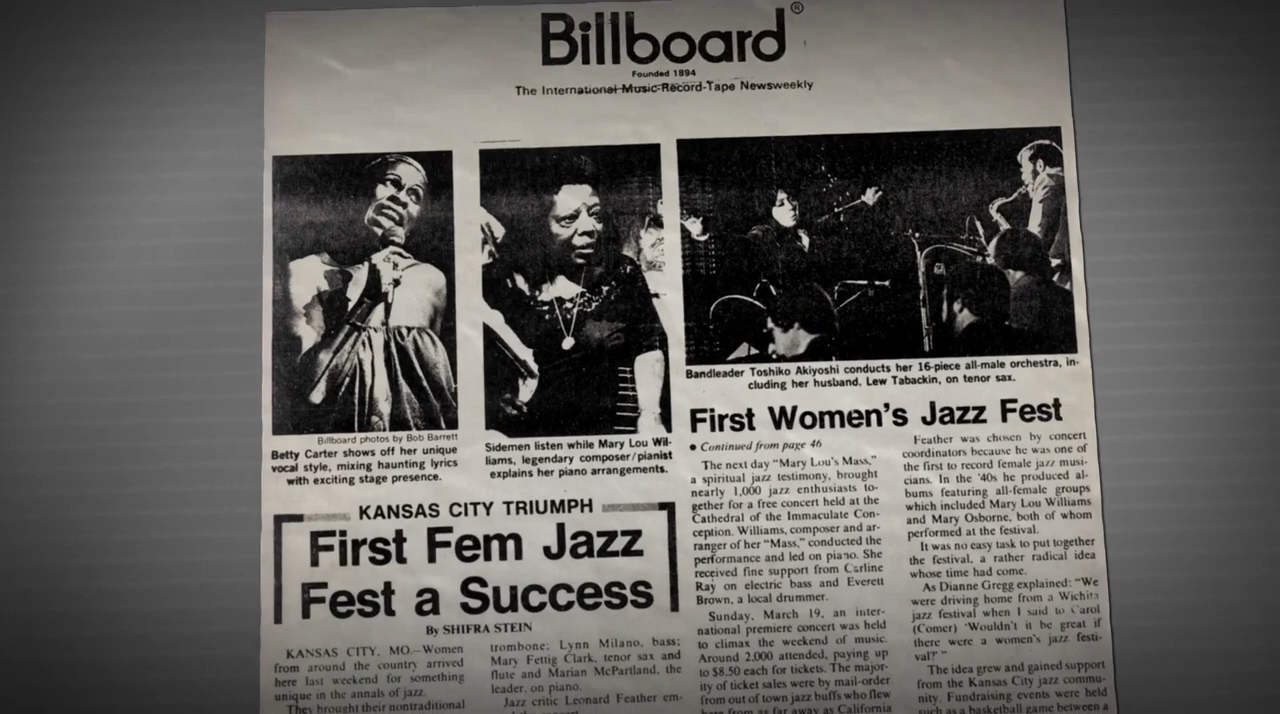 Billboard®
Founded 1894
The International Music-Record-Tape Newsweekly
Billboard photos by Bob Barrett
Betty Carter shows off her unique
vocal style, mixing haunting lyrics
with exciting stage presence.
Sidemen listen while Mary Lou Wil-
liams, legendary composer/pianist
explains her piano arrangements.
Bandleader Toshiko Akiyoshi conducts her 16-piece all-male orchestra, in-
cluding her husband, Lew Tabackin, on tenor sax.
KANSAS CITY TRIUMPH
First Fem Jazz
Fest a Success
By SHIFRA STEIN
KANSAS CITY, MO.—Women
from around the country arrived
here last weekend for something
unique in the annals of jazz.
They brought their nontraditional
trombone; Lynn Milano, bass;
Mary Fettig Clark, tenor sax and
flute and Marian McPartland, the
leader, on piano.
Jazz critic Leonard Feather em-
First Women's Jazz Fest
• Continued from page 46
The next day "Mary Lou's Mass,"
a spiritual jazz testimony, brought
nearly 1,000 jazz enthusiasts to-
gether for a free concert held at the
Cathedral of the Immaculate Con-
ception. Williams, composer and ar-
ranger of her "Mass," conducted the
performance and led on piano. She
received fine support from Carline
Ray on electric bass and Everett
Brown, a local drummer.
Sunday, March 19, an inter-
national premiere concert was held
to climax the weekend of music.
Around 2,000 attended, paying up
to $8.50 each for tickets. The major-
ity of ticket sales were by mail-order
from out of town jazz buffs who flew
here from as far away as California
Feather was chosen by concert
coordinators because he was one of
the first to record female jazz musi-
cians. In the '40s he produced al-
bums featuring all-female groups
which included Mary Lou Williams
and Mary Osborne, both of whom
performed at the festival.
It was no easy task to put together
the festival, a rather radical idea
whose time had come.
As Dianne Gregg explained: "We
were driving home from a Wichita
jazz festival when I said to Carol
(Comer) 'Wouldn't it be great if
there were a women's jazz festi-
val?' "
The idea grew and gained support
from the Kansas City jazz commu-
nity. Fundraising events were held
such as a basketball game between a